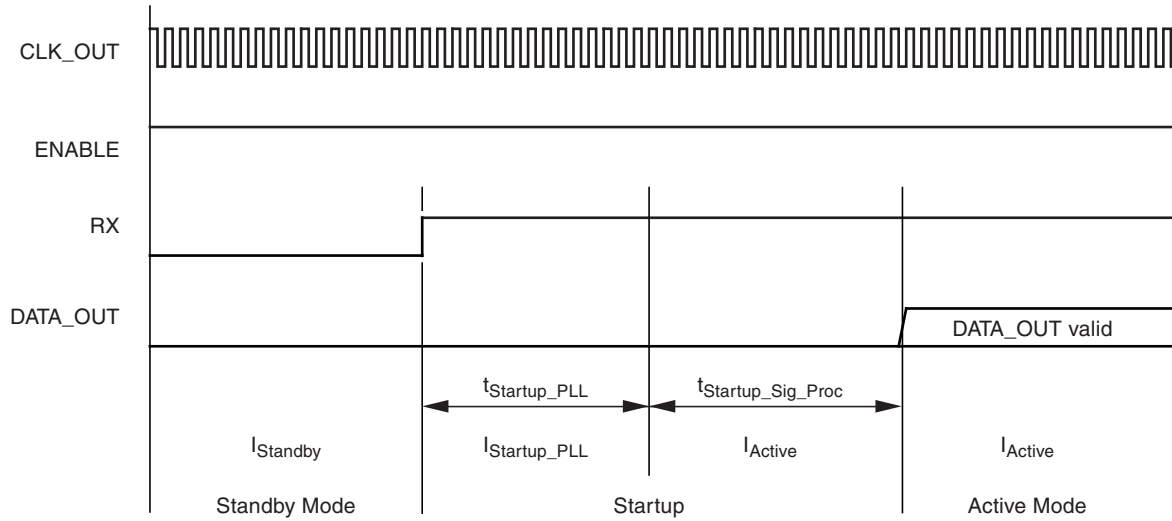 CLK_OUT
ENABLE
RX
DATA_OUT
DATA_OUT valid
tStartup_PLL
tStartup_Sig_Proc
IStandby
IStartup_PLL
IActive
IActive
Standby Mode
Startup
Active Mode